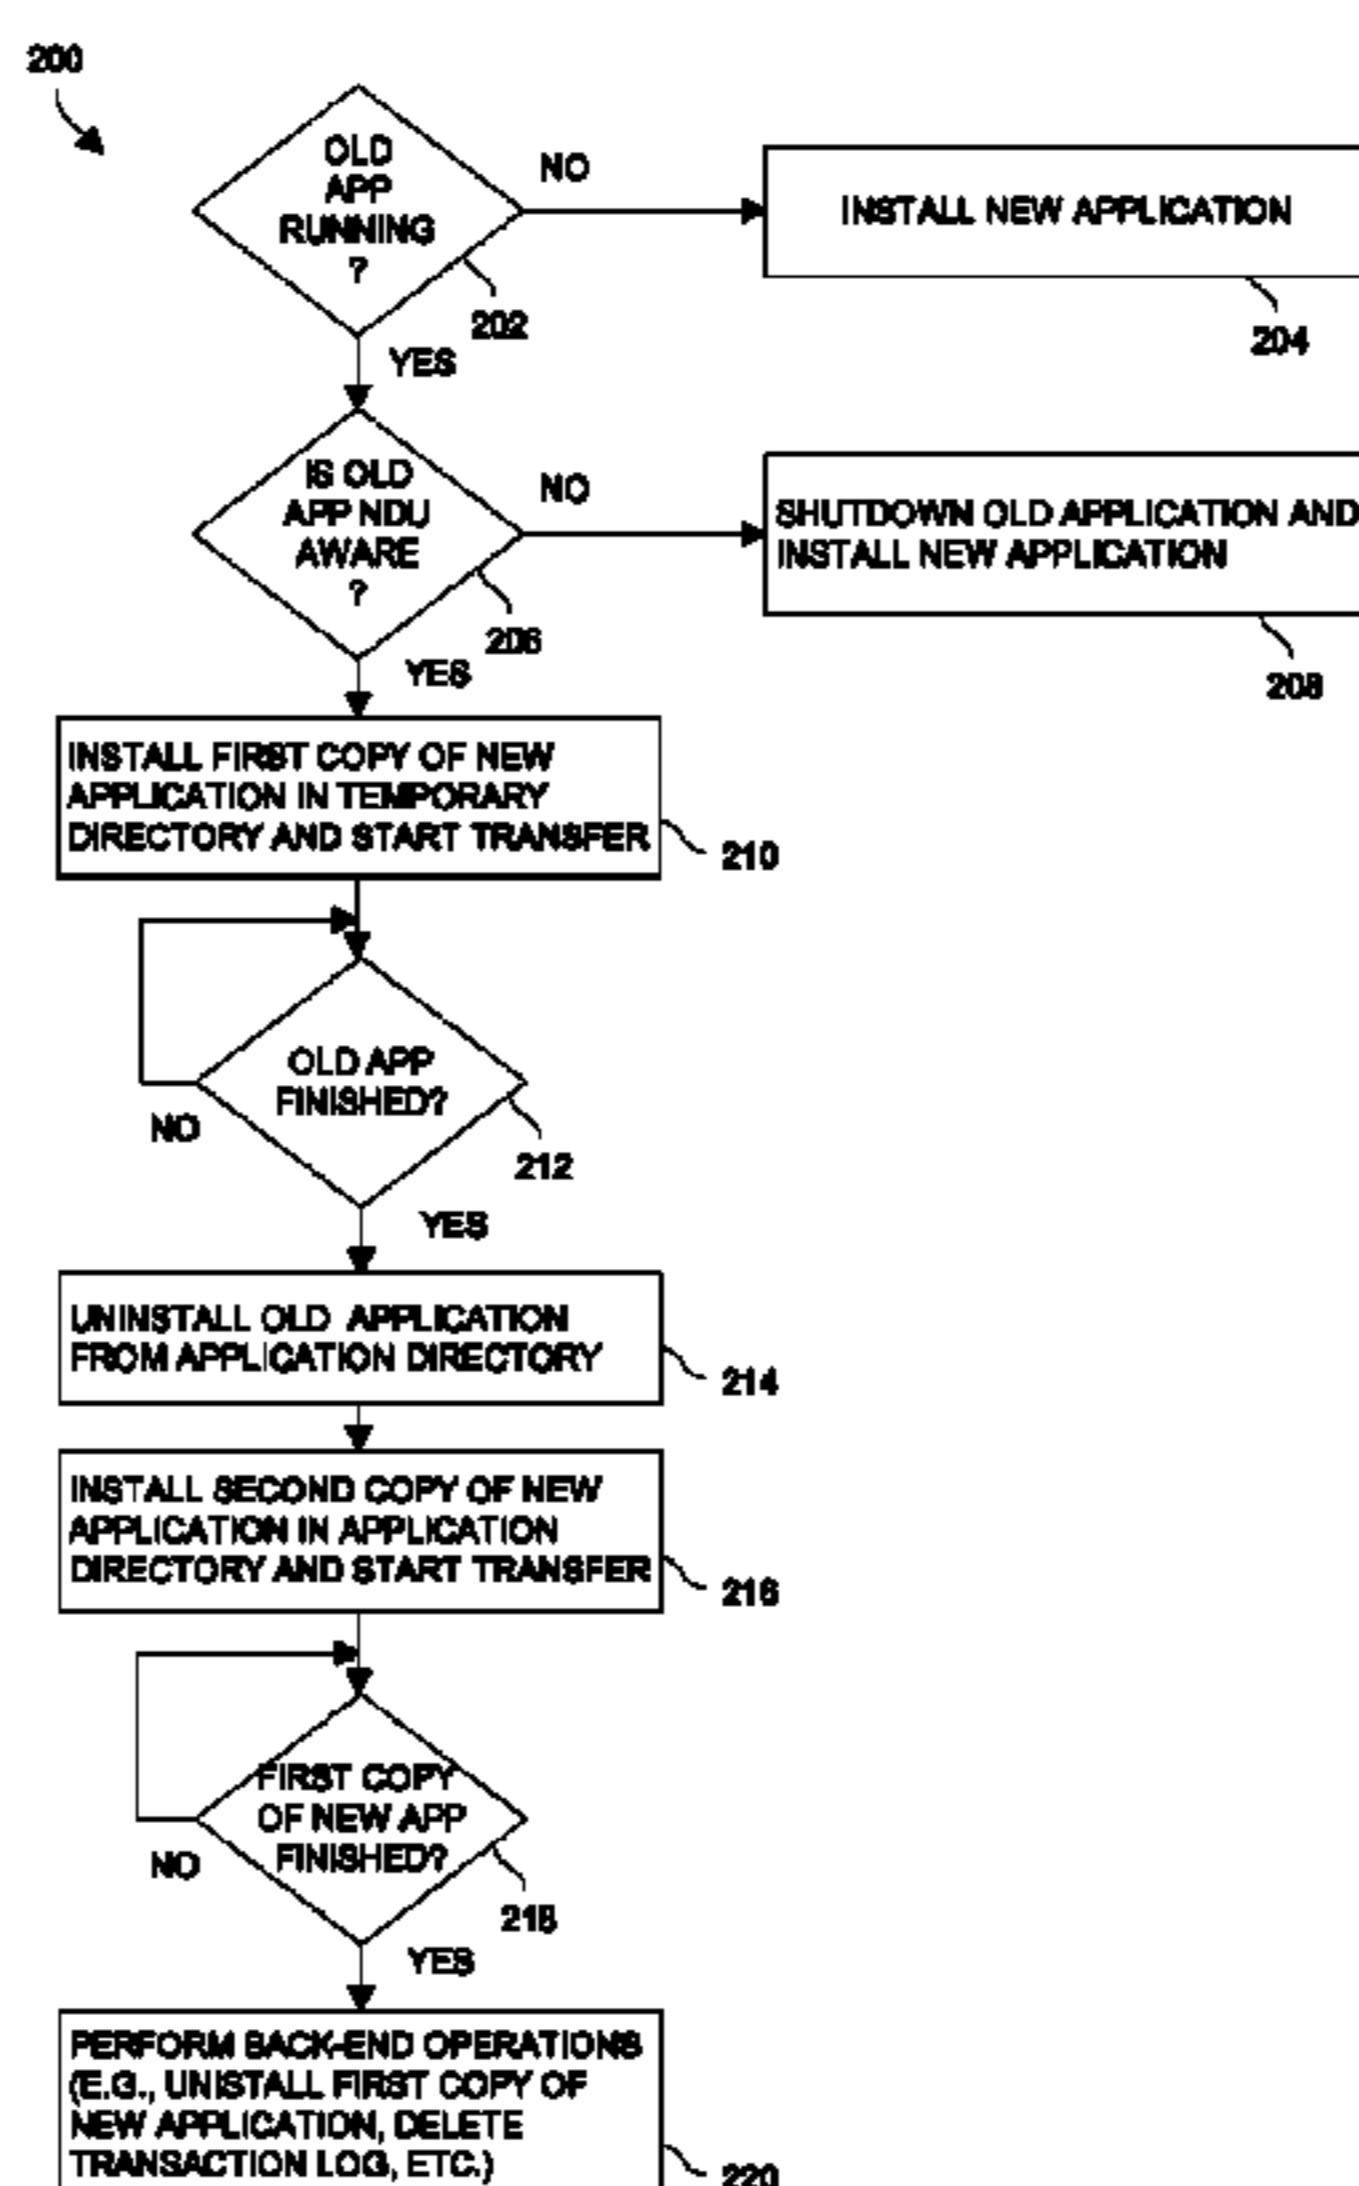 200
OLD
APP
RUNNING
?
NO
INSTALL NEW APPLICATION
202
204
YES
IS OLD
APP NDU
AWARE
?
NO
SHUTDOWN OLD APPLICATION AND
INSTALL NEW APPLICATION
206
208
YES
INSTALL FIRST COPY OF NEW
APPLICATION IN TEMPORARY
DIRECTORY AND START TRANSFER
210
OLD APP
FINISHED?
NO
212
YES
UNINSTALL OLD APPLICATION
FROM APPLICATION DIRECTORY
214
INSTALL SECOND COPY OF NEW
APPLICATION IN APPLICATION
DIRECTORY AND START TRANSFER
216
FIRST COPY
OF NEW APP
FINISHED?
NO
218
YES
PERFORM BACK-END OPERATIONS
(E.G., UNISTALL FIRST COPY OF
NEW APPLICATION, DELETE
TRANSACTION LOG, ETC.)
220